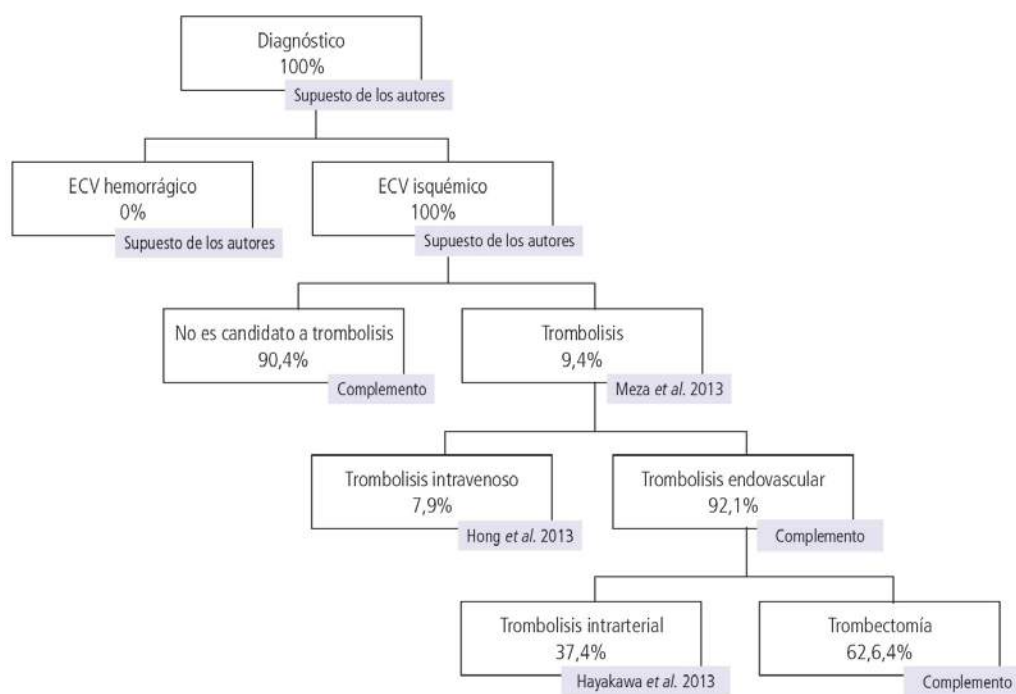 Diagnóstico
100%
Supuesto de los autores
ECV hemorrágico
0%
Supuesto de los autores
ECV isquémico
100%
Supuesto de los autores
No es candidato a trombolisis
90,4%
Complemento
Trombolisis
9,4%
Meza et al. 2013
Trombolisis intravenoso
7,9%
Hong et al. 2013
Trombolisis endovascular
92,1%
Complemento
Trombolisis intrarterial
37,4%
Hayakawa et al. 2013
Trombectomía
62,6,4%
Complemento